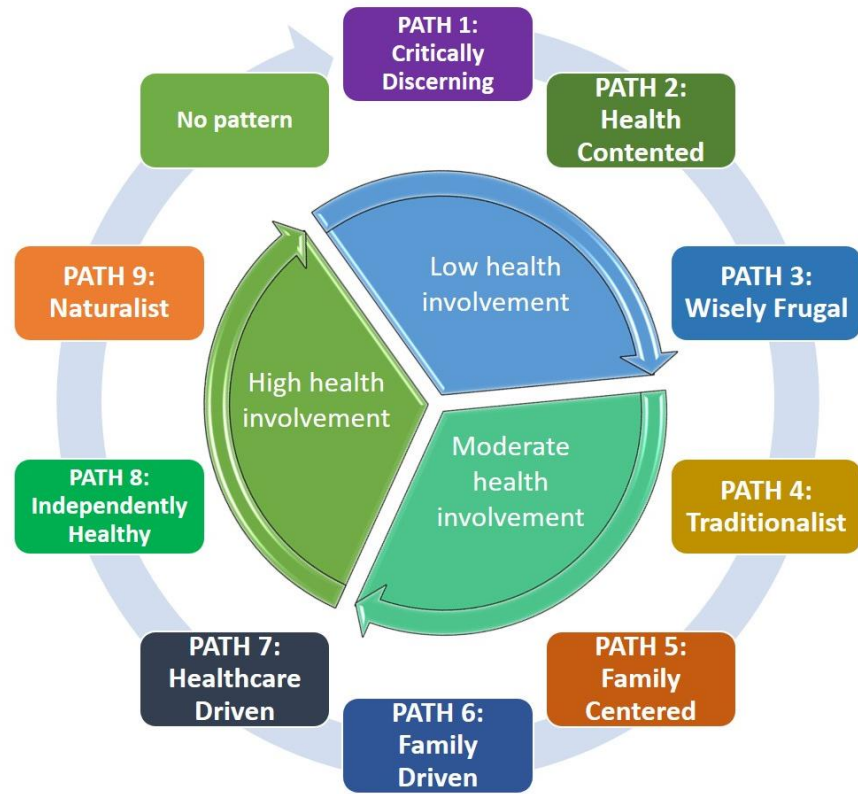 PATH 1:
Critically
Discerning
PATH 2:
Health
Contented
PATH 3:
Wisely Frugal
PATH 4:
Traditionalist
PATH 5:
Family
Centered
PATH 6:
Family
Driven
PATH 7:
Healthcare
Driven
PATH 8:
Independently
Healthy
PATH 9:
Naturalist
No pattern
Low health
involvement
Moderate
health
involvement
High health
involvement